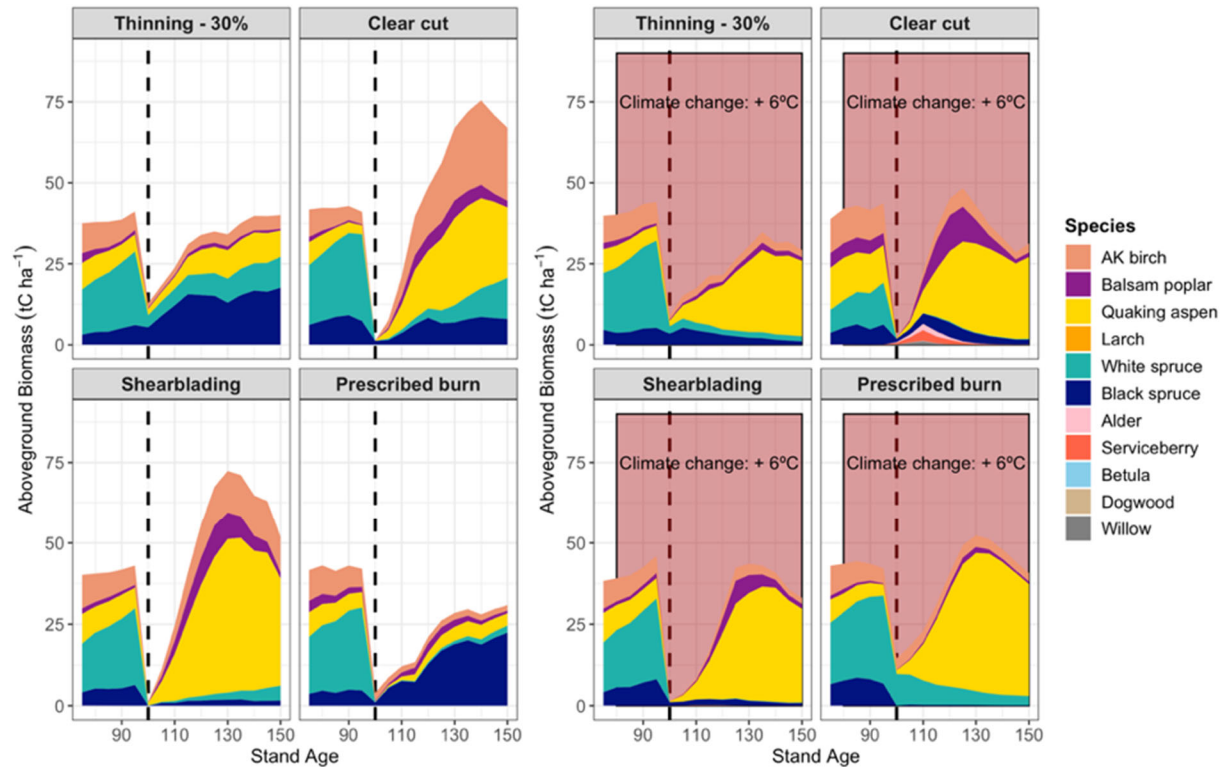 Thinning - 30%
Clear cut
Thinning - 30%
Clear cut
75
50
25
0
Climate change: + 6ºC
Climate change: + 6ºC
75
50
25
0
Shearblading
Prescribed burn
Shearblading
Prescribed burn
75
50
25
0
Climate change: + 6ºC
Climate change: + 6ºC
75
50
25
0
90 110 130 150
90 110 130 150
90 110 130 150
90 110 130 150
Stand Age
Stand Age
Aboveground Biomass (tC ha⁻¹)
Aboveground Biomass (tC ha⁻¹)
Species
AK birch
Balsam poplar
Quaking aspen
Larch
White spruce
Black spruce
Alder
Serviceberry
Betula
Dogwood
Willow